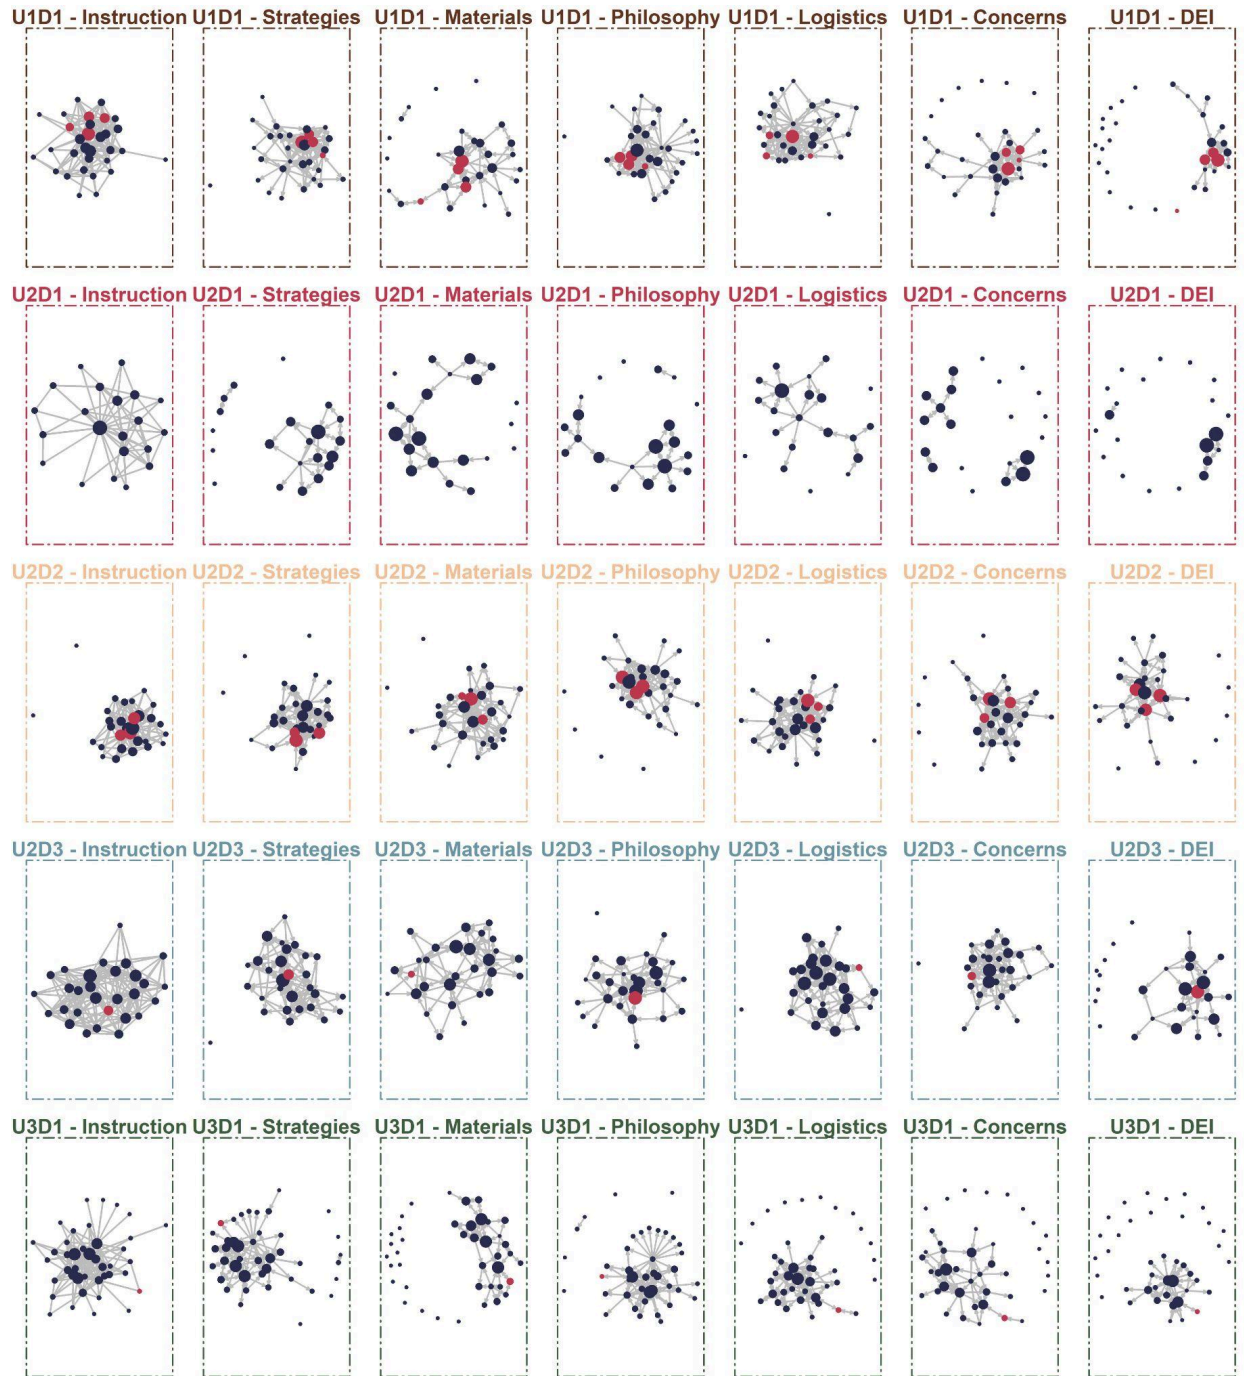 U1D1 - Instruction U1D1 - Strategies U1D1 - Materials U1D1 - Philosophy U1D1 - Logistics U1D1 - Concerns U1D1 - DEI
U2D1 - Instruction U2D1 - Strategies U2D1 - Materials U2D1 - Philosophy U2D1 - Logistics U2D1 - Concerns U2D1 - DEI
U2D2 - Instruction U2D2 - Strategies U2D2 - Materials U2D2 - Philosophy U2D2 - Logistics U2D2 - Concerns U2D2 - DEI
U2D3 - Instruction U2D3 - Strategies U2D3 - Materials U2D3 - Philosophy U2D3 - Logistics U2D3 - Concerns U2D3 - DEI
U3D1 - Instruction U3D1 - Strategies U3D1 - Materials U3D1 - Philosophy U3D1 - Logistics U3D1 - Concerns U3D1 - DEI